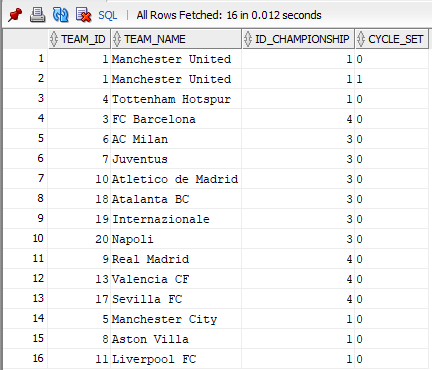 SQL | All Rows Fetched: 16 in 0.012 seconds
TEAM_ID TEAM_NAME ID_CHAMPIONSHIP CYCLE_SET
1 1 Manchester United 1 0
2 1 Manchester United 1 1
3 4 Tottenham Hotspur 1 0
4 3 FC Barcelona 4 0
5 6 AC Milan 3 0
6 7 Juventus 3 0
7 10 Atletico de Madrid 3 0
8 18 Atalanta BC 3 0
9 19 Internazionale 3 0
10 20 Napoli 3 0
11 9 Real Madrid 4 0
12 13 Valencia CF 4 0
13 17 Sevilla FC 4 0
14 5 Manchester City 1 0
15 8 Aston Villa 1 0
16 11 Liverpool FC 1 0